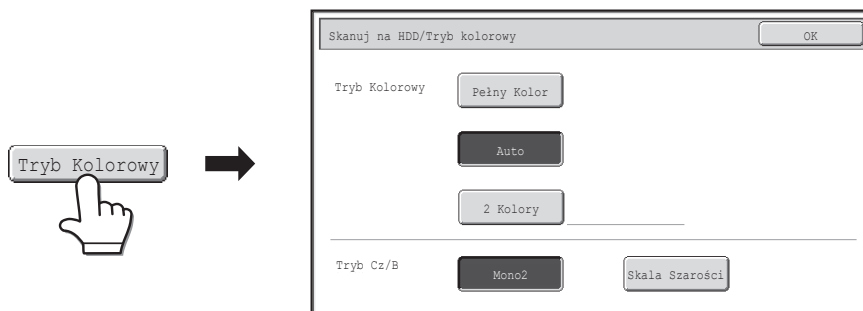 Skanuj na HDD/Tryb kolorowy OK
Tryb Kolorowy Pełny Kolor
Auto
Tryb Kolorowy
2 Kolory
Tryb Cz/B Mono2 Skala Szarości